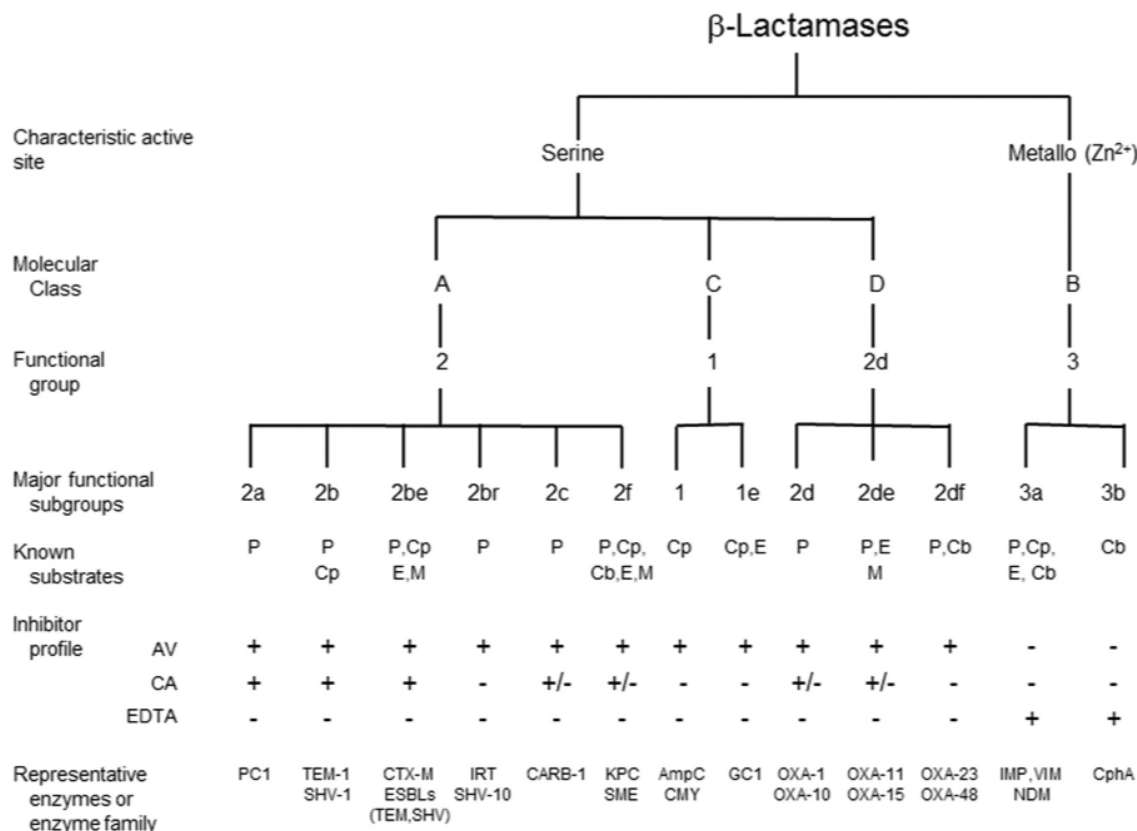 β-Lactamases
Characteristic active
site
Serine
Metallo (Zn²⁺)
Molecular
Class
A
C
D
B
Functional
group
2
1
2d
3
Major functional
subgroups
2a
2b
2be
2br
2c
2f
1
1e
2d
2de
2df
3a
3b
Known
substrates
P
P
Cp
P,Cp
E,M
P
P
P,Cp,
Cb,E,M
Cp
Cp,E
P
P,E
M
P,Cb
P,Cp,
E, Cb
Cb
Inhibitor
profile
AV + + + + + + + + + + + - -
CA + + + - +/- +/- - - +/- +/- - - -
EDTA - - - - - - - - - - - + +
Representative
enzymes or
enzyme family
PC1
TEM-1
SHV-1
CTX-M
ESBLs
(TEM,SHV)
IRT
SHV-10
CARB-1
KPC
SME
AmpC
CMY
GC1
OXA-1
OXA-10
OXA-11
OXA-15
OXA-23
OXA-48
IMP,VIM
NDM
CphA